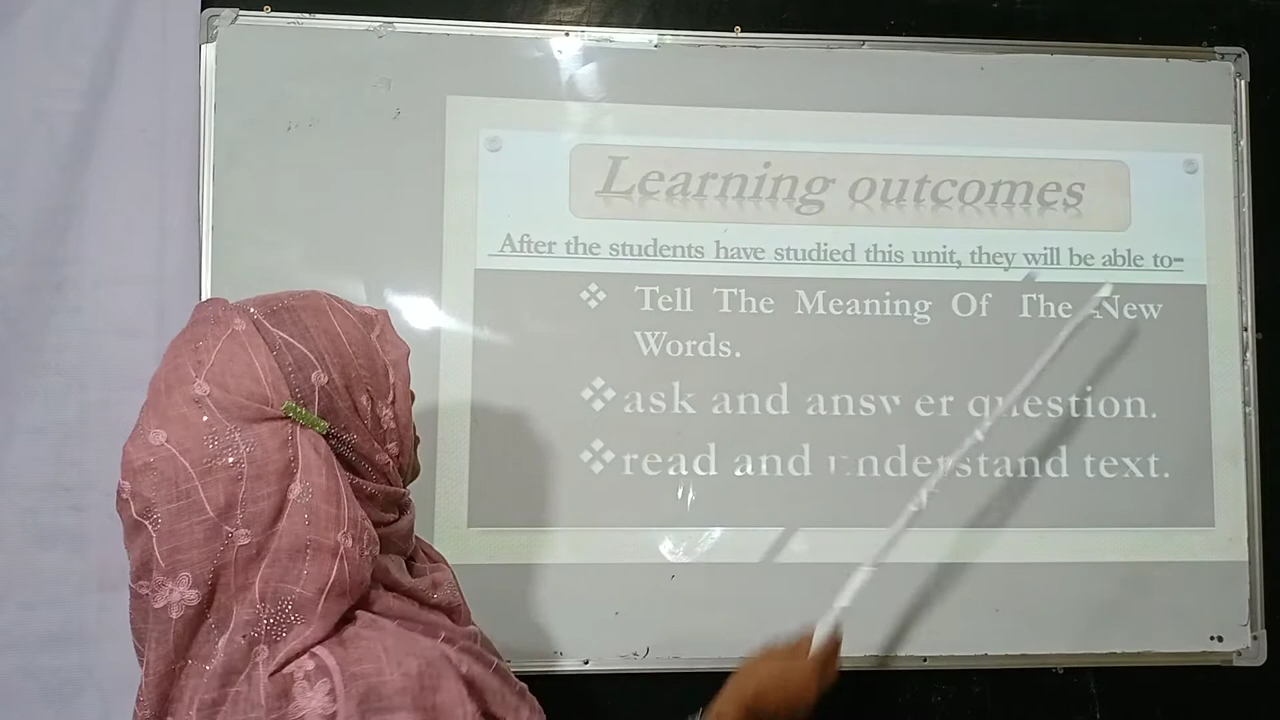 Learning outcomes
After the students have studied this unit, they will be able to-
❖ Tell The Meaning Of The New
Words.
❖ask and answer question.
❖read and understand text.